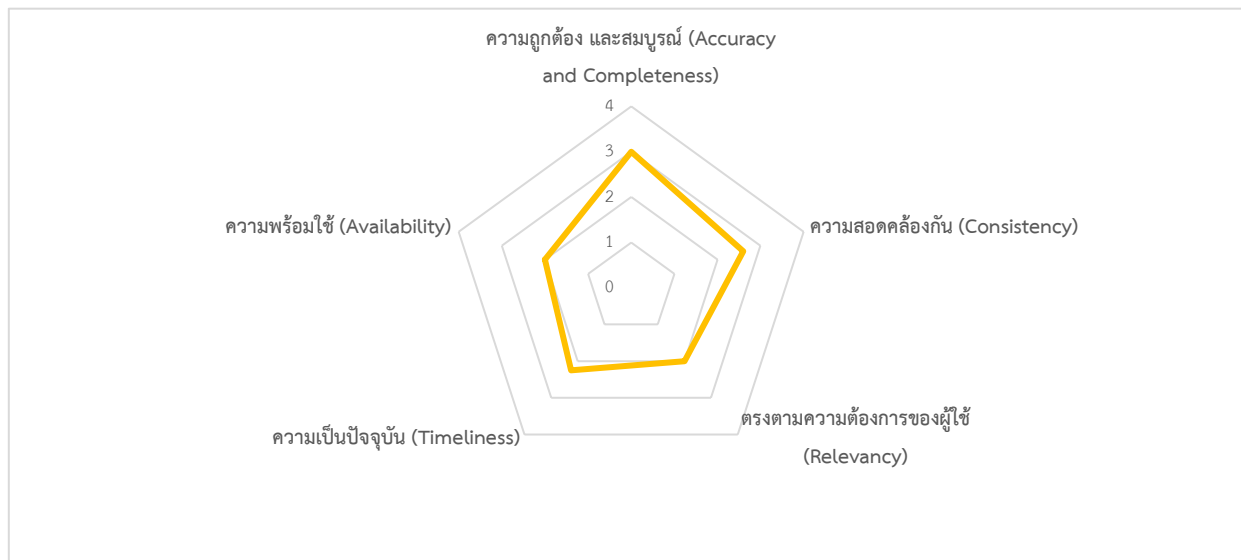 ความถูกต้อง และสมบูรณ์ (Accuracy
and Completeness)
4
3
2
1
0
ความพร้อมใช้ (Availability)
ความสอดคล้องกัน (Consistency)
ความเป็นปัจจุบัน (Timeliness)
ตรงตามความต้องการของผู้ใช้
(Relevancy)